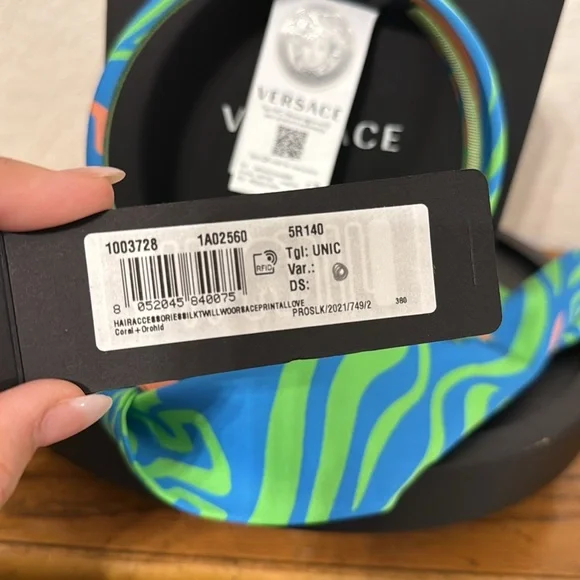 VERSACE
VERSACE
1003728 1A02560 5R140
RFID
Tgl: UNIC
Var.:
DS:
8 052045 840075
HAIRACCESSORIESSILKTWILLWOORSACEPRINTALLOVE
Coral+Orchid
PROSLK/2021/749/2
380